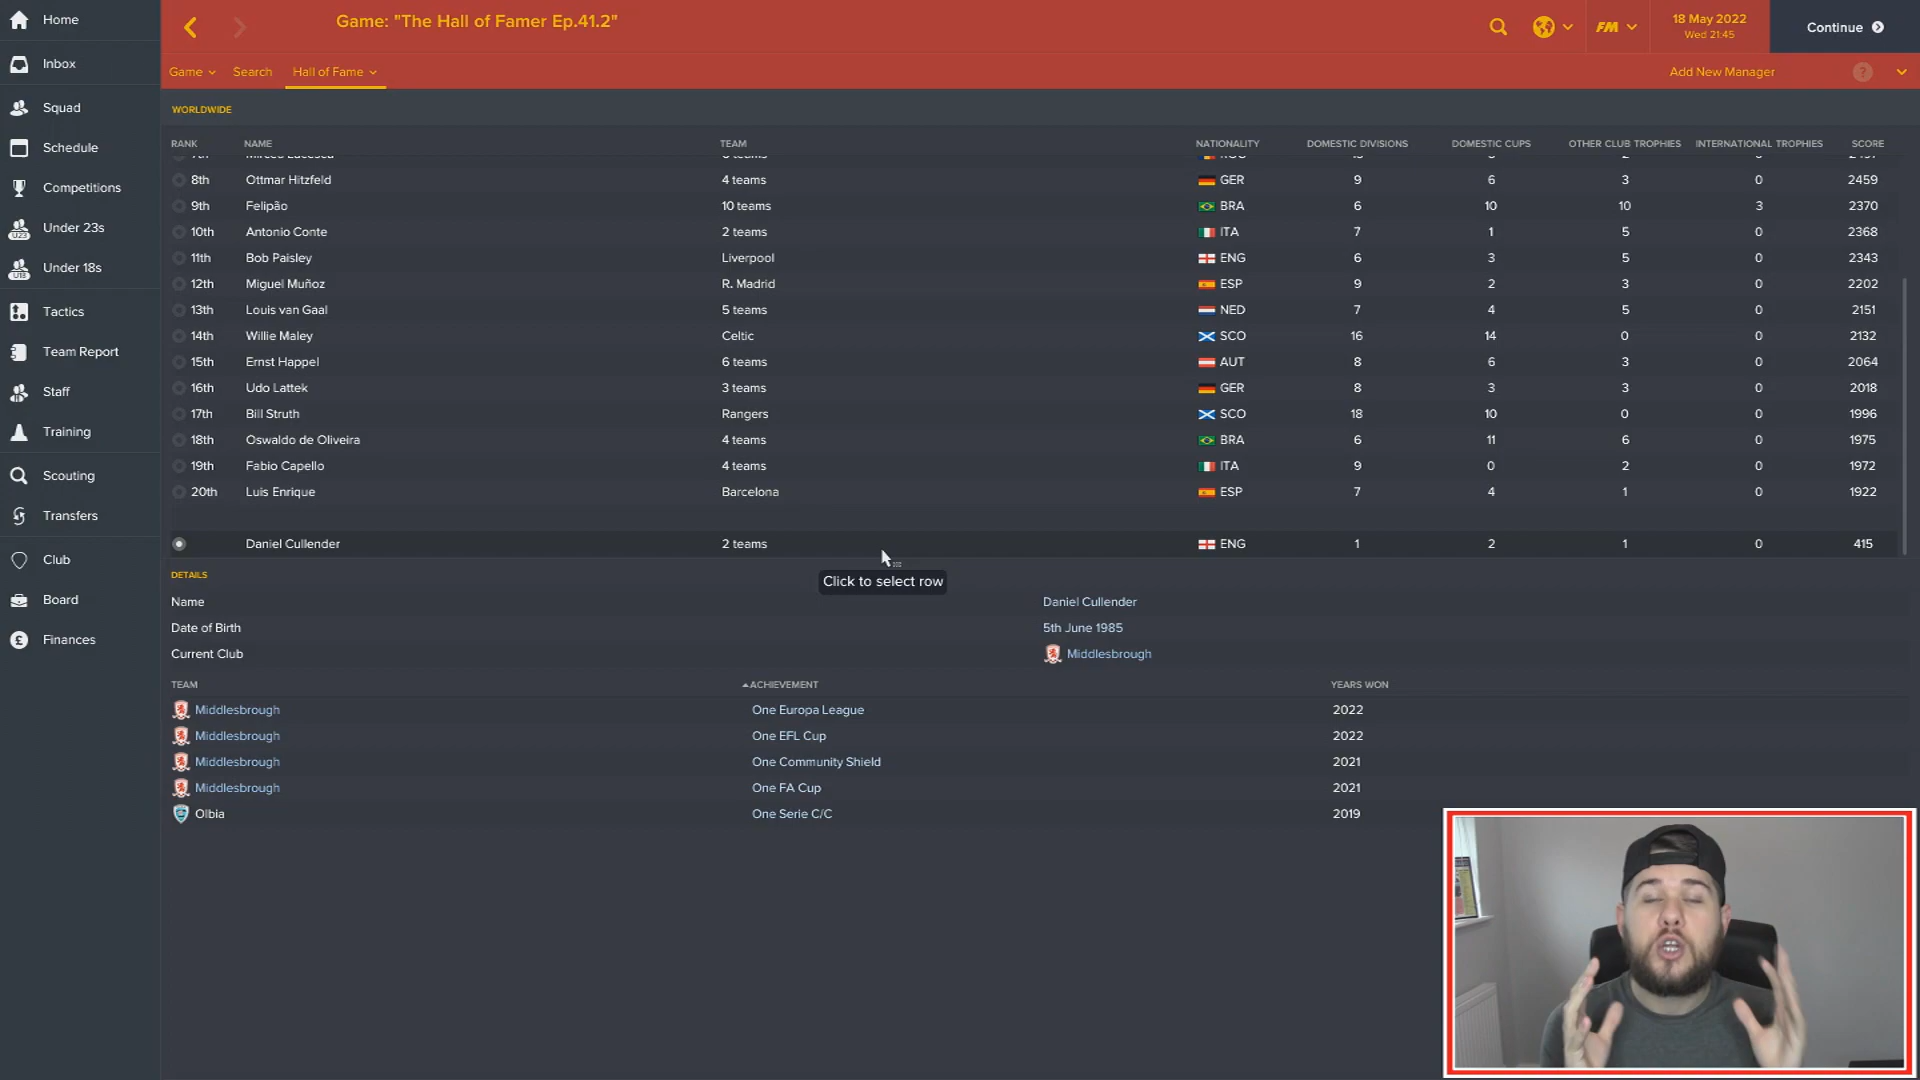 Home
Inbox
Squad
Schedule
Competitions
Under 23s
Under 18s
Tactics
Team Report
Staff
Training
Scouting
Transfers
Club
Board
Finances
Game: "The Hall of Famer Ep.41.2"
FM
18 May 2022
Wed 21:45
Continue
Game Search Hall of Fame Add New Manager ?
WORLDWIDE
RANK NAME TEAM NATIONALITY DOMESTIC DIVISIONS DOMESTIC CUPS OTHER CLUB TROPHIES INTERNATIONAL TROPHIES SCORE
8th Ottmar Hitzfeld 4 teams GER 9 6 3 0 2459
9th Felipão 10 teams BRA 6 10 10 3 2370
10th Antonio Conte 2 teams ITA 7 1 5 0 2368
11th Bob Paisley Liverpool ENG 6 3 5 0 2343
12th Miguel Muñoz R. Madrid ESP 9 2 3 0 2202
13th Louis van Gaal 5 teams NED 7 4 5 0 2151
14th Willie Maley Celtic SCO 16 14 0 0 2132
15th Ernst Happel 6 teams AUT 8 6 3 0 2064
16th Udo Lattek 3 teams GER 8 3 3 0 2018
17th Bill Struth Rangers SCO 18 10 0 0 1996
18th Oswaldo de Oliveira 4 teams BRA 6 11 6 0 1975
19th Fabio Capello 4 teams ITA 9 0 2 0 1972
20th Luis Enrique Barcelona ESP 7 4 1 0 1922
Daniel Cullender 2 teams ENG 1 2 1 0 415
Click to select row
DETAILS
Name Daniel Cullender
Date of Birth 5th June 1985
Current Club Middlesbrough
TEAM ACHIEVEMENT YEARS WON
Middlesbrough One Europa League 2022
Middlesbrough One EFL Cup 2022
Middlesbrough One Community Shield 2021
Middlesbrough One FA Cup 2021
Olbia One Serie C/C 2019